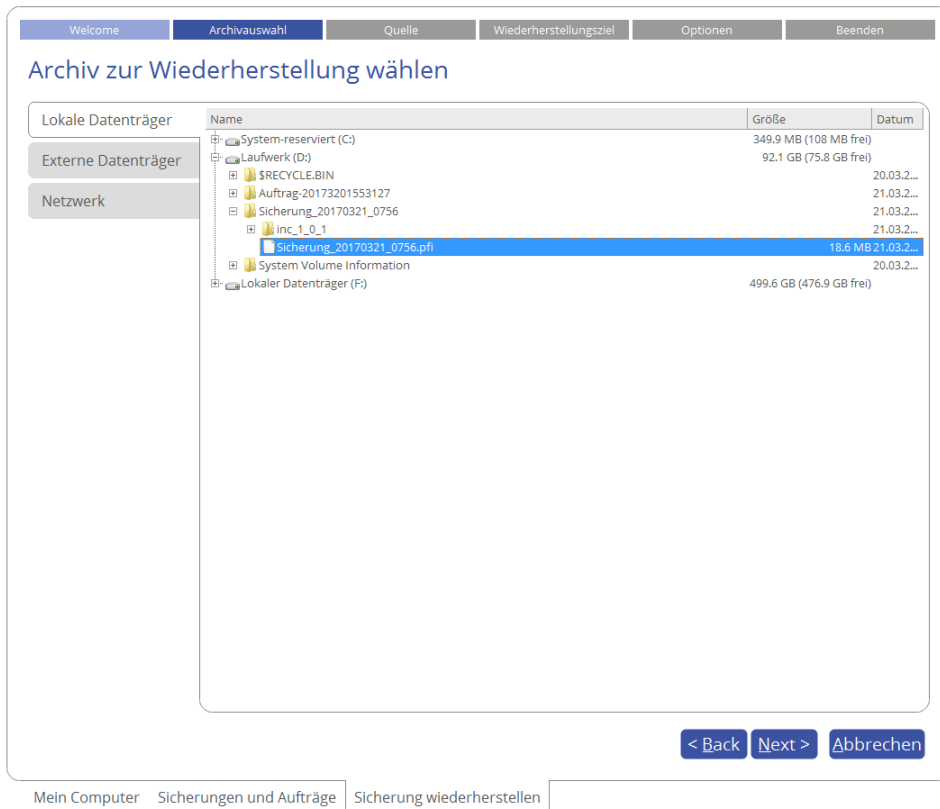 Welcome Archivauswahl Quelle Wiederherstellungsziel Optionen Beenden
Archiv zur Wiederherstellung wählen
Lokale Datenträger
Externe Datenträger
Netzwerk
Name Größe Datum
System-reserviert (C:) 349.9 MB (108 MB frei)
Laufwerk (D:) 92.1 GB (75.8 GB frei)
$RECYCLE.BIN 20.03.2...
Auftrag-20173201553127 21.03.2...
Sicherung_20170321_0756 21.03.2...
inc_1_0_1 21.03.2...
Sicherung_20170321_0756.pfi 18.6 MB 21.03.2...
System Volume Information 20.03.2...
Lokaler Datenträger (F:) 499.6 GB (476.9 GB frei)
< Back Next > Abbrechen
Mein Computer Sicherungen und Aufträge Sicherung wiederherstellen